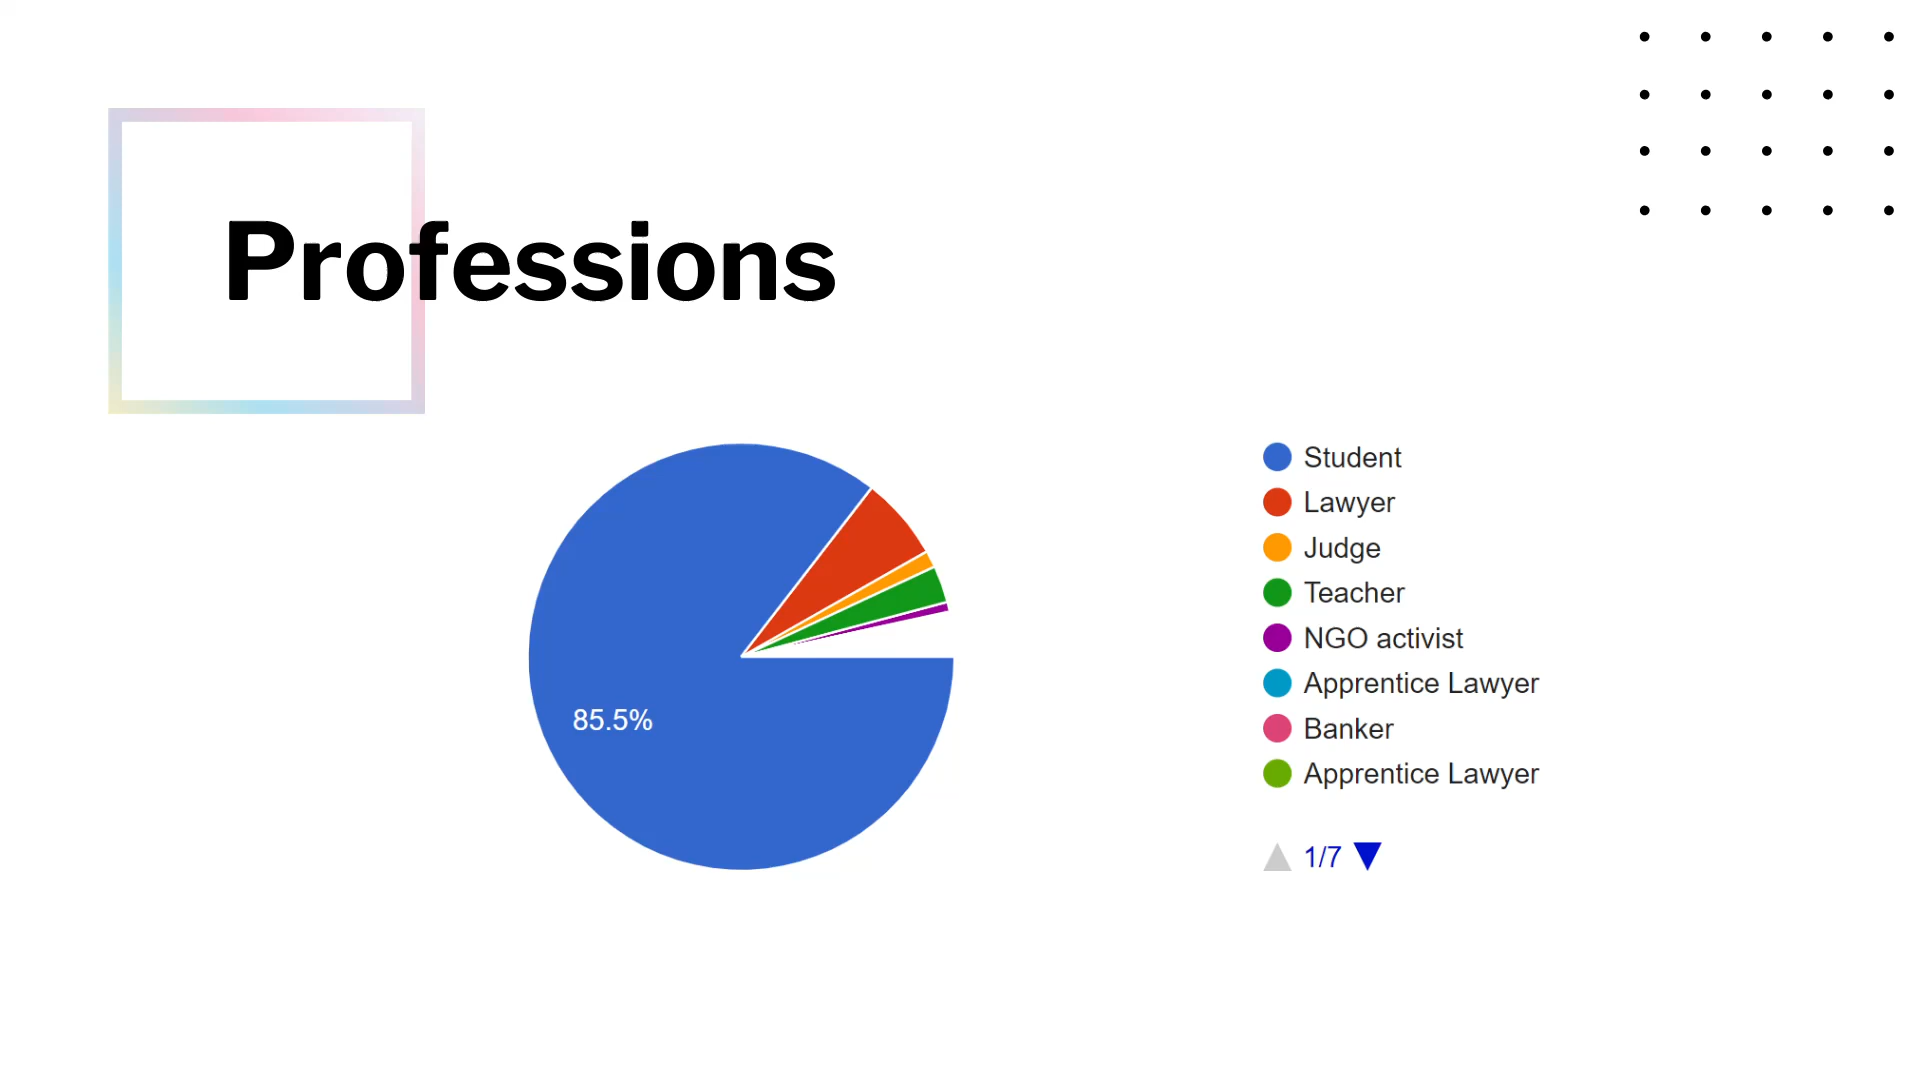 Professions
85.5%
Student
Lawyer
Judge
Teacher
NGO activist
Apprentice Lawyer
Banker
Apprentice Lawyer
1/7